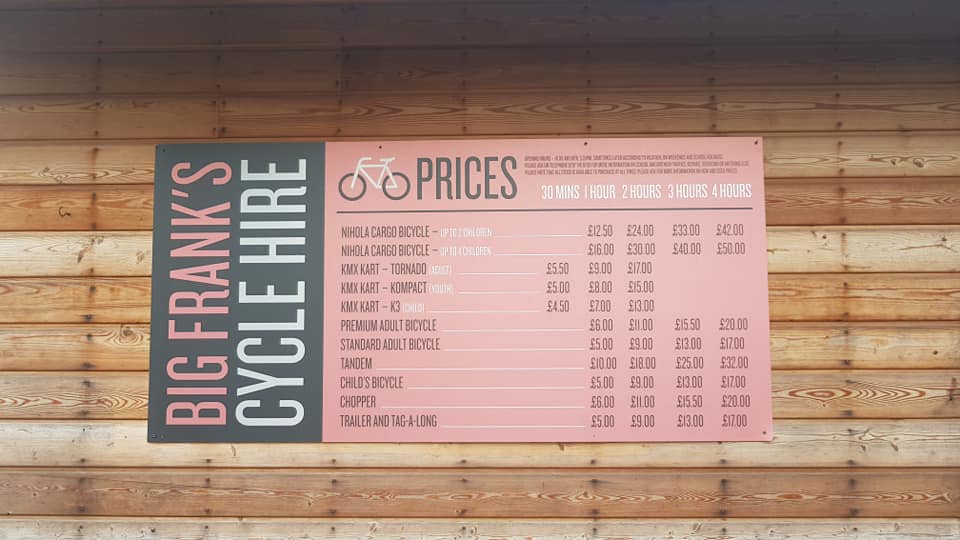 BIG FRANK'S
CYCLE HIRE
PRICES
30 MINS 1 HOUR 2 HOURS 3 HOURS 4 HOURS
NIHOLA CARGO BICYCLE – UP TO 2 CHILDREN £12.50 £24.00 £33.00 £42.00
NIHOLA CARGO BICYCLE – UP TO 4 CHILDREN £16.00 £30.00 £40.00 £50.00
KMX KART – TORNADO (ADULT) £5.50 £9.00 £17.00
KMX KART – KOMPACT (YOUTH) £5.00 £8.00 £15.00
KMX KART – K3 (CHILD) £4.50 £7.00 £13.00
PREMIUM ADULT BICYCLE £6.00 £11.00 £15.50 £20.00
STANDARD ADULT BICYCLE £5.00 £9.00 £13.00 £17.00
TANDEM £10.00 £18.00 £25.00 £32.00
CHILD'S BICYCLE £5.00 £9.00 £13.00 £17.00
CHOPPER £6.00 £11.00 £15.50 £20.00
TRAILER AND TAG-A-LONG £5.00 £9.00 £13.00 £17.00